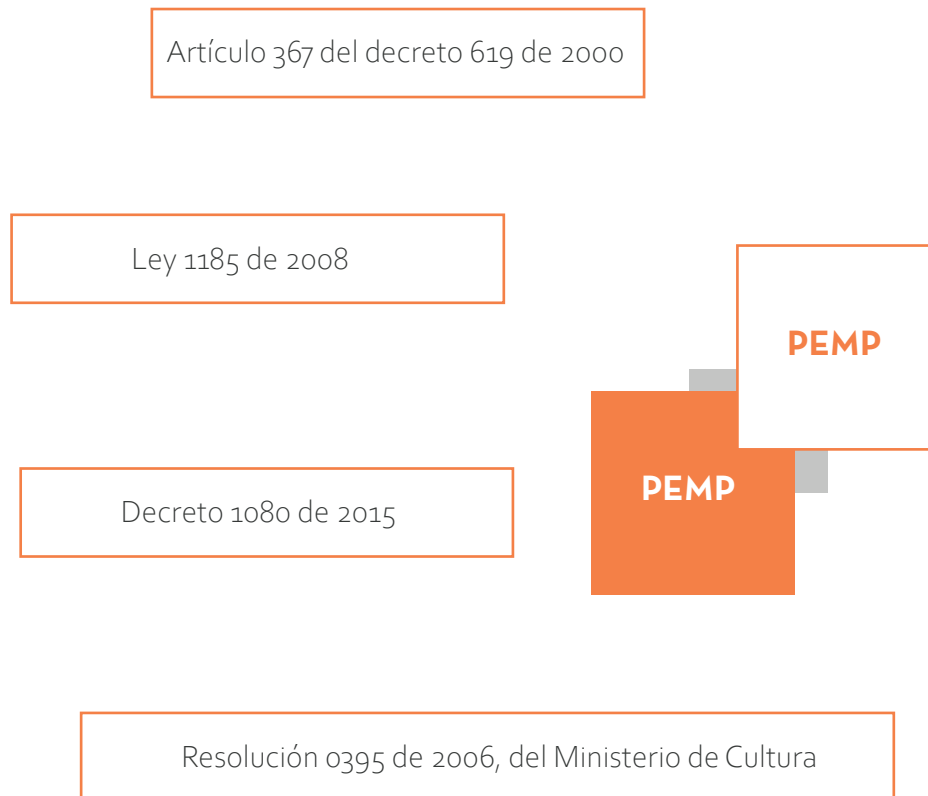 Artículo 367 del decreto 619 de 2000
Ley 1185 de 2008
PEMP
PEMP
Decreto 1080 de 2015
Resolución 0395 de 2006, del Ministerio de Cultura